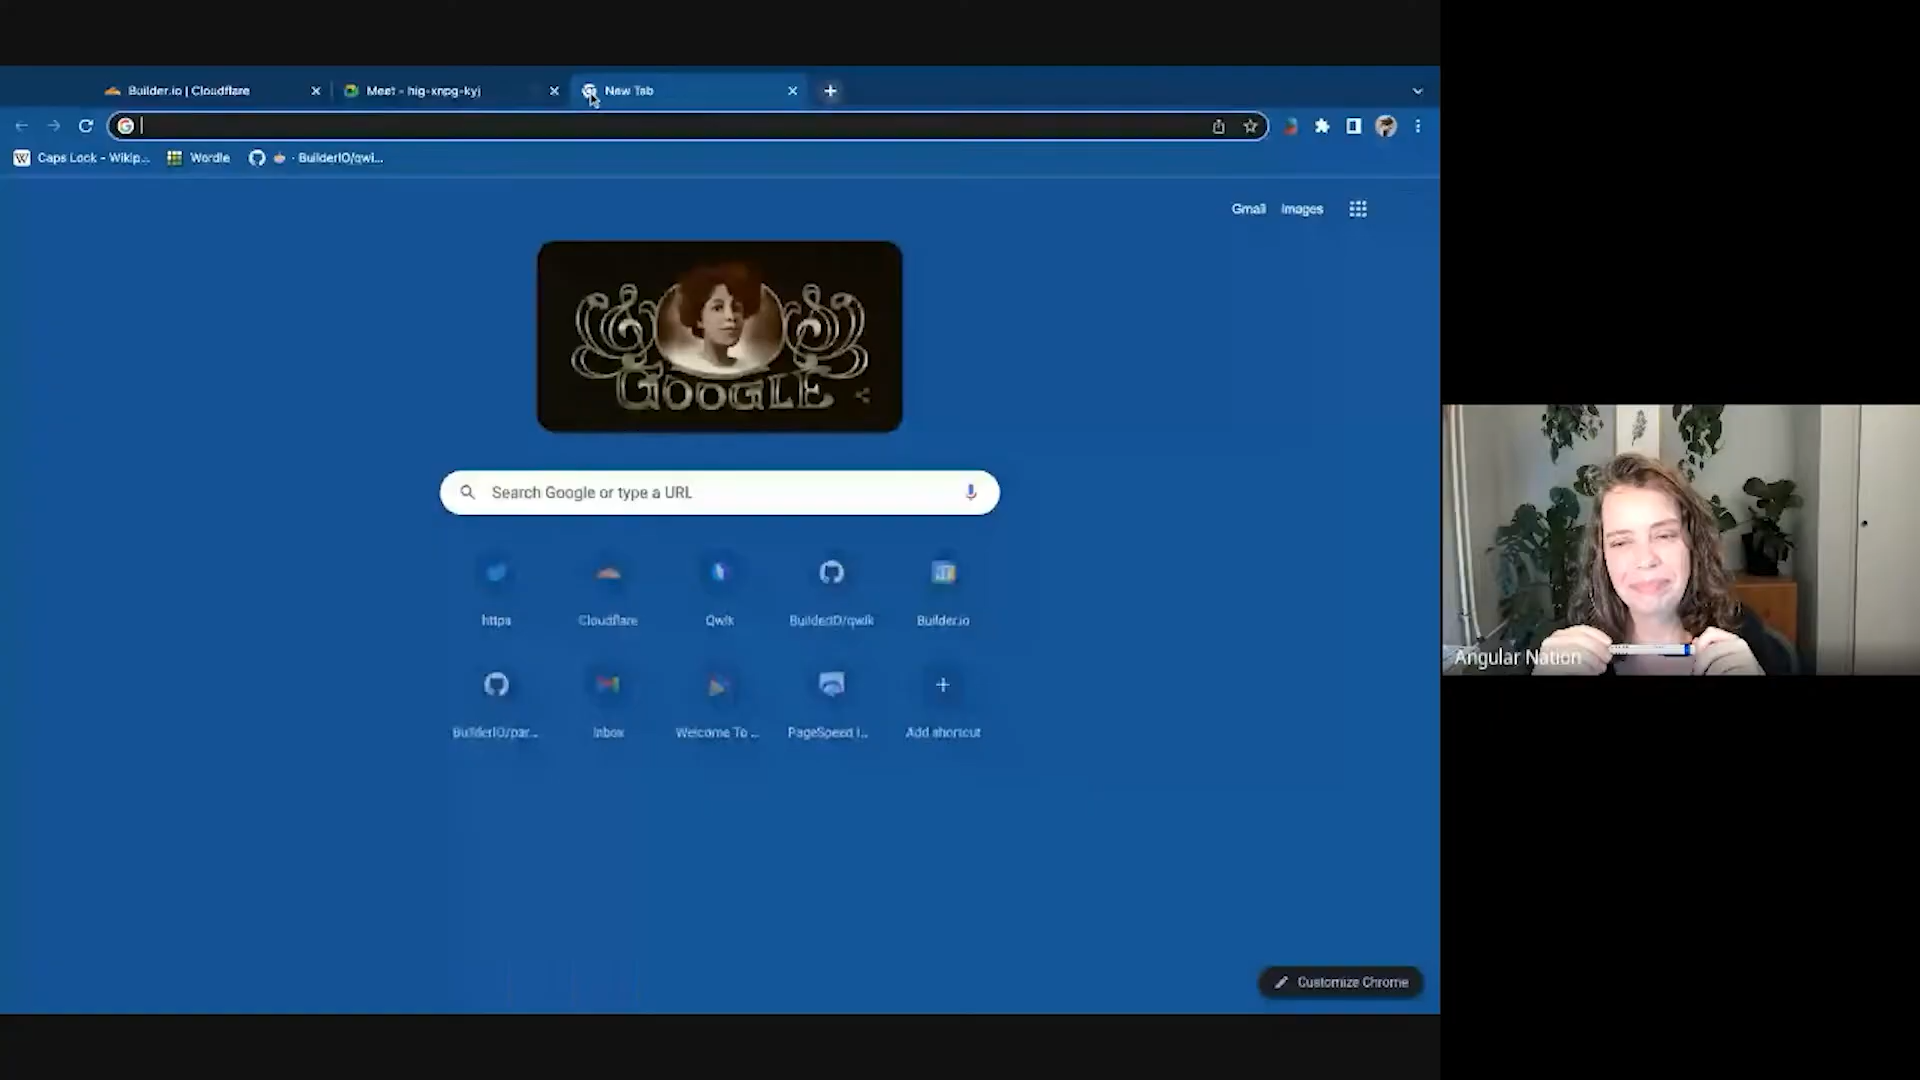 Builder.io | Cloudflare
Meet - hig-xnpg-kyj
New Tab
Caps Lock - Wikip...
Wordle
BuilderIO/qwi...
Gmail
Images
GOOGLE
Search Google or type a URL
https
Cloudflare
Qwik
BuilderIO/qwik
Builder.io
BuilderIO/par...
Inbox
Welcome To ...
PageSpeed I...
Add shortcut
Customize Chrome
Angular Nation